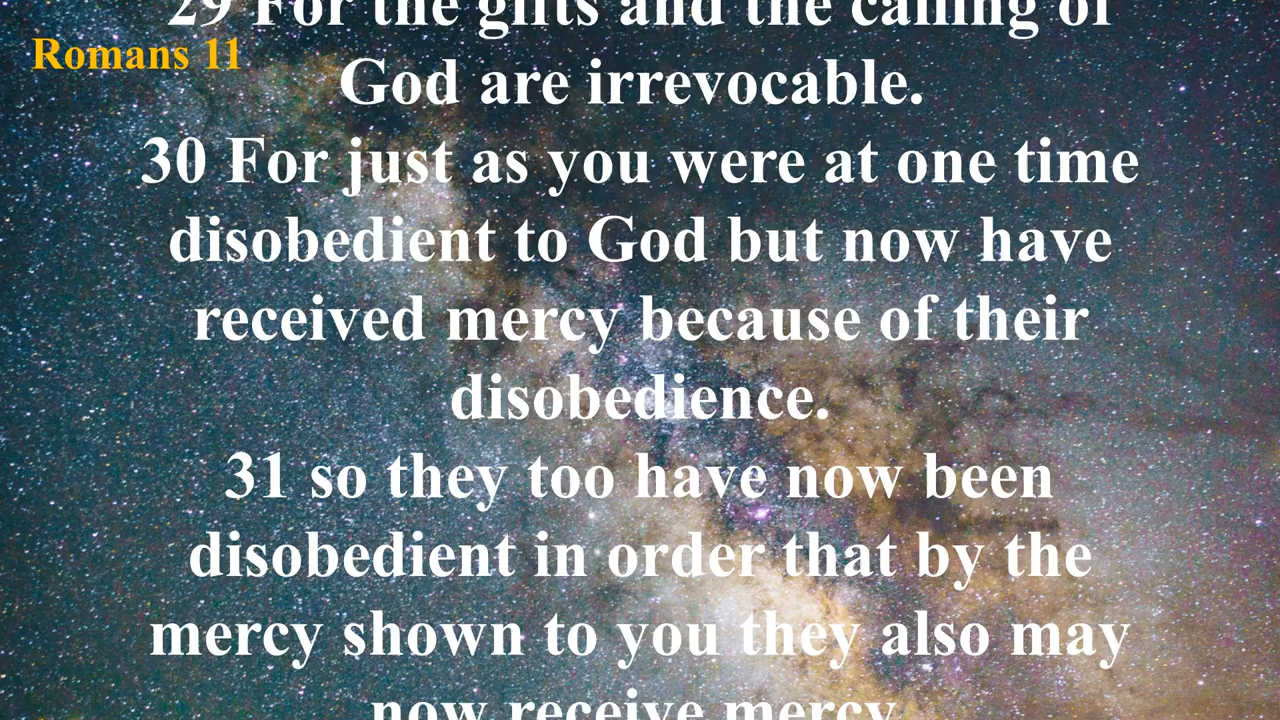 29 For the gifts and the calling of
Romans 11
God are irrevocable.
30 For just as you were at one time
disobedient to God but now have
received mercy because of their
disobedience.
31 so they too have now been
disobedient in order that by the
mercy shown to you they also may
now receive mercy.